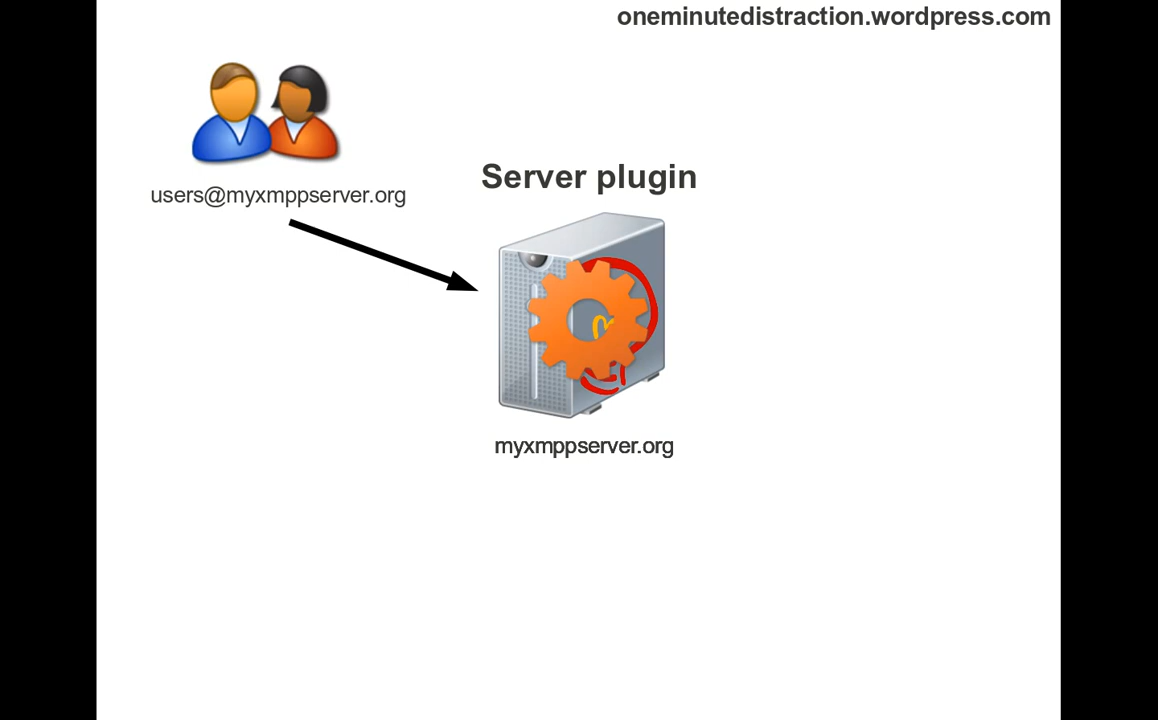 oneminutedistraction.wordpress.com
users@myxmppserver.org
Server plugin
myxmppserver.org